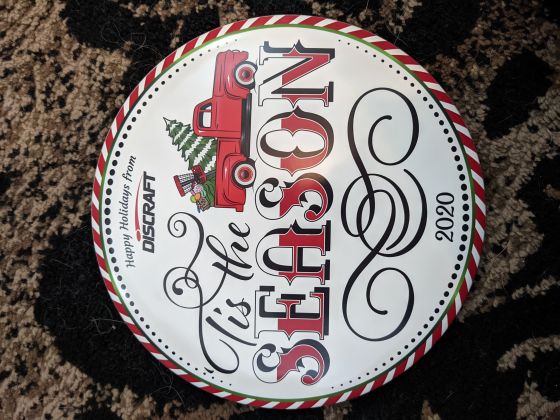 Happy Holidays from
DISCRAFT
'Tis the
SEASON
2020